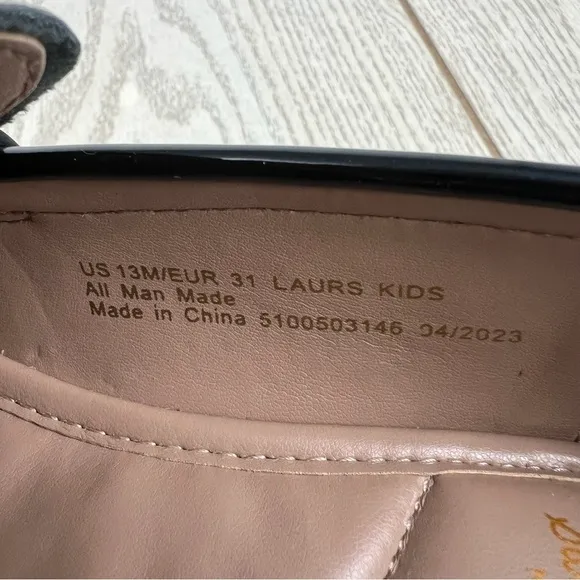 US 13M/EUR 31 LAURS KIDS
All Man Made
Made in China 5100503146 04/2023